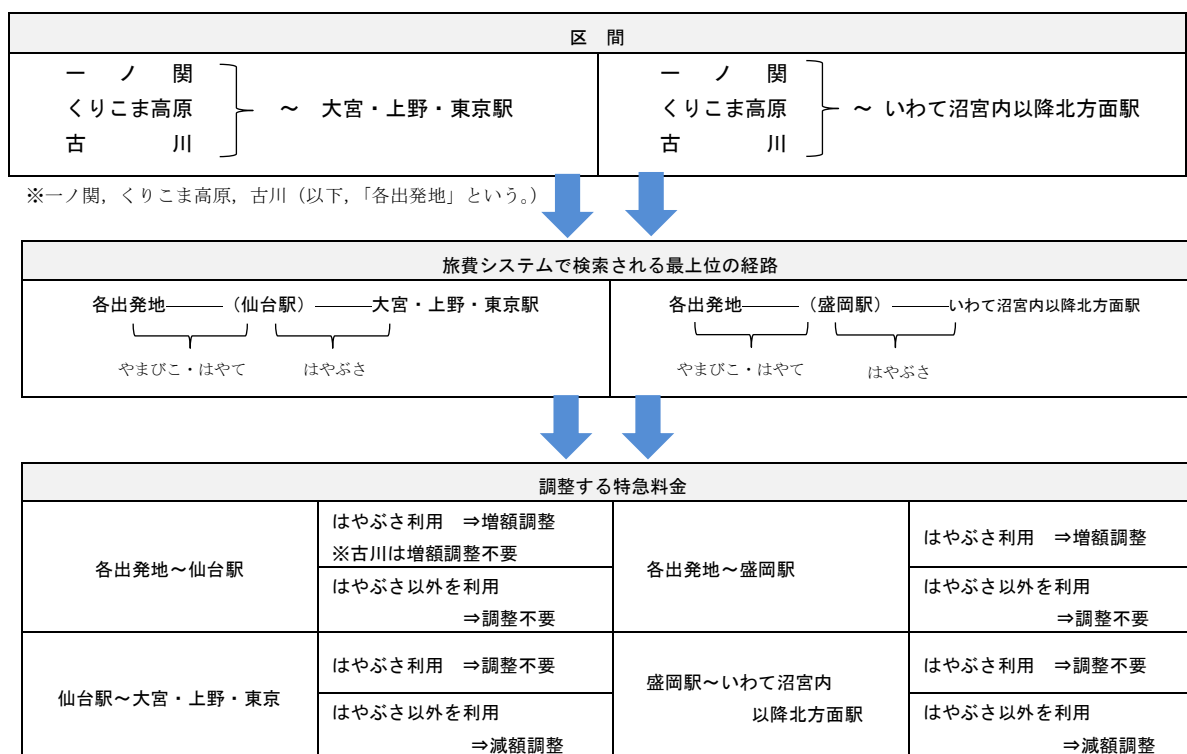 区 間
一ノ関
くりこま高原 ～ 大宮・上野・東京駅
古川
一ノ関
くりこま高原 ～ いわて沼宮内以降北方面駅
古川
※一ノ関，くりこま高原，古川（以下，「各出発地」という。）
旅費システムで検索される最上位の経路
各出発地―――（仙台駅）―――大宮・上野・東京駅
やまびこ・はやて はやぶさ
各出発地―――（盛岡駅）―――いわて沼宮内以降北方面駅
やまびこ・はやて はやぶさ
調整する特急料金
各出発地～仙台駅
はやぶさ利用 ⇒増額調整
※古川は増額調整不要
はやぶさ以外を利用
⇒調整不要
各出発地～盛岡駅
はやぶさ利用 ⇒増額調整
はやぶさ以外を利用
⇒調整不要
仙台駅～大宮・上野・東京
はやぶさ利用 ⇒調整不要
はやぶさ以外を利用
⇒減額調整
盛岡駅～いわて沼宮内
以降北方面駅
はやぶさ利用 ⇒調整不要
はやぶさ以外を利用
⇒減額調整